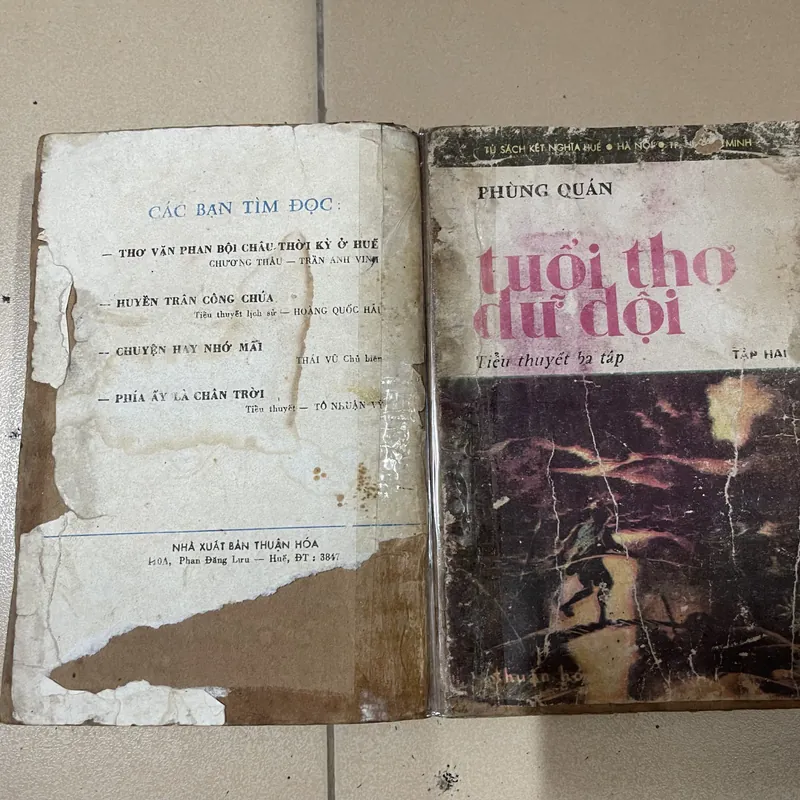 CÁC BẠN TÌM ĐỌC :
— THƠ VĂN PHAN BỘI CHÂU THỜI KỲ Ở HUẾ
CHƯƠNG THÂU — TRẦN ANH VINH
— HUYỀN TRÂN CÔNG CHÚA
Tiểu thuyết lịch sử — HOÀNG QUỐC HẢI
— CHUYỆN HAY NHỚ MÃI
THÁI VŨ Chủ biên
— PHÍA ẤY LÀ CHÂN TRỜI
Tiểu thuyết — TÔ NHUẬN VỸ
NHÀ XUẤT BẢN THUẬN HÓA
Phan Đăng Lưu — Huế, ĐT : 3847
TỦ SÁCH KẾT NGHĨA HUẾ • HÀ NỘI • TP. MINH
PHÙNG QUÁN
tuổi thơ
dữ dội
Tiểu thuyết ba tập
TẬP HAI
thuận